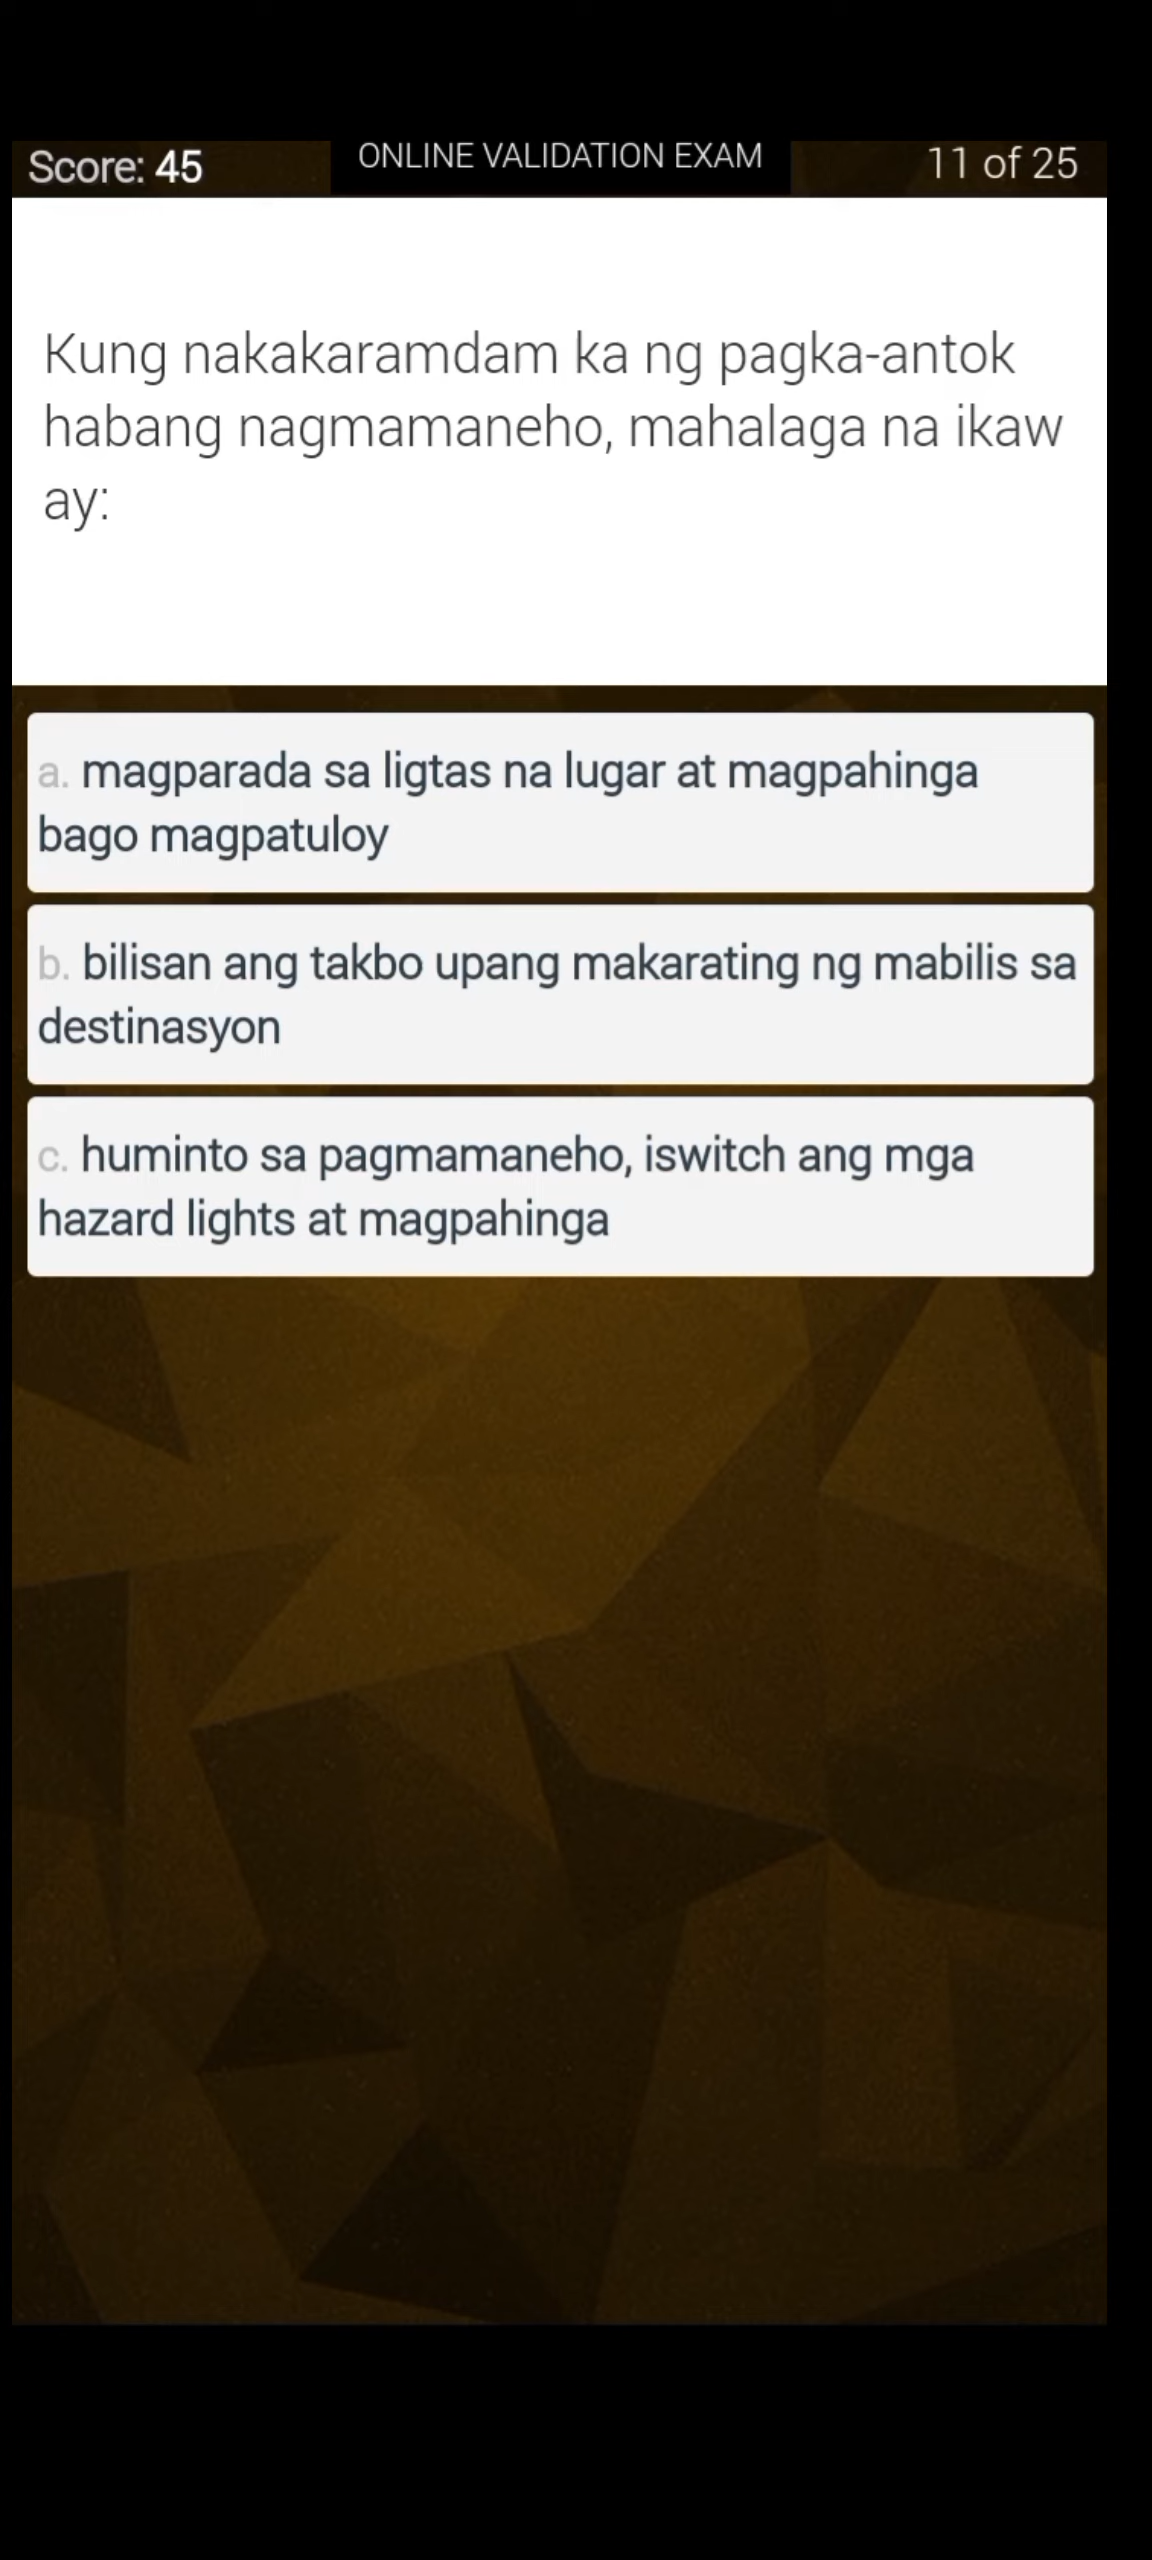 Score: 45
ONLINE VALIDATION EXAM
11 of 25
Kung nakakaramdam ka ng pagka-antok
habang nagmamaneho, mahalaga na ikaw
ay:
a. magparada sa ligtas na lugar at magpahinga
bago magpatuloy
b. bilisan ang takbo upang makarating ng mabilis sa
destinasyon
c. huminto sa pagmamaneho, iswitch ang mga
hazard lights at magpahinga